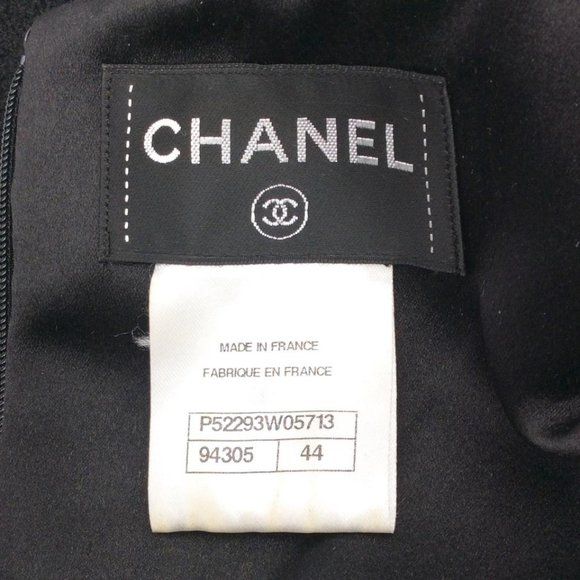 CHANEL
MADE IN FRANCE
FABRIQUE EN FRANCE
P52293W05713
94305 44